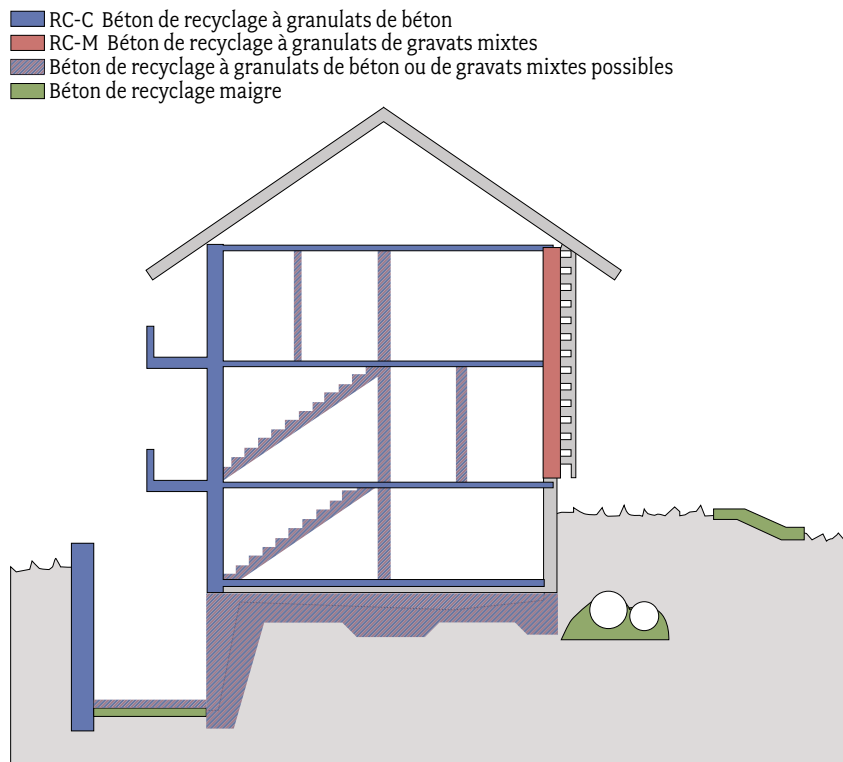 RC-C Béton de recyclage à granulats de béton
RC-M Béton de recyclage à granulats de gravats mixtes
Béton de recyclage à granulats de béton ou de gravats mixtes possibles
Béton de recyclage maigre